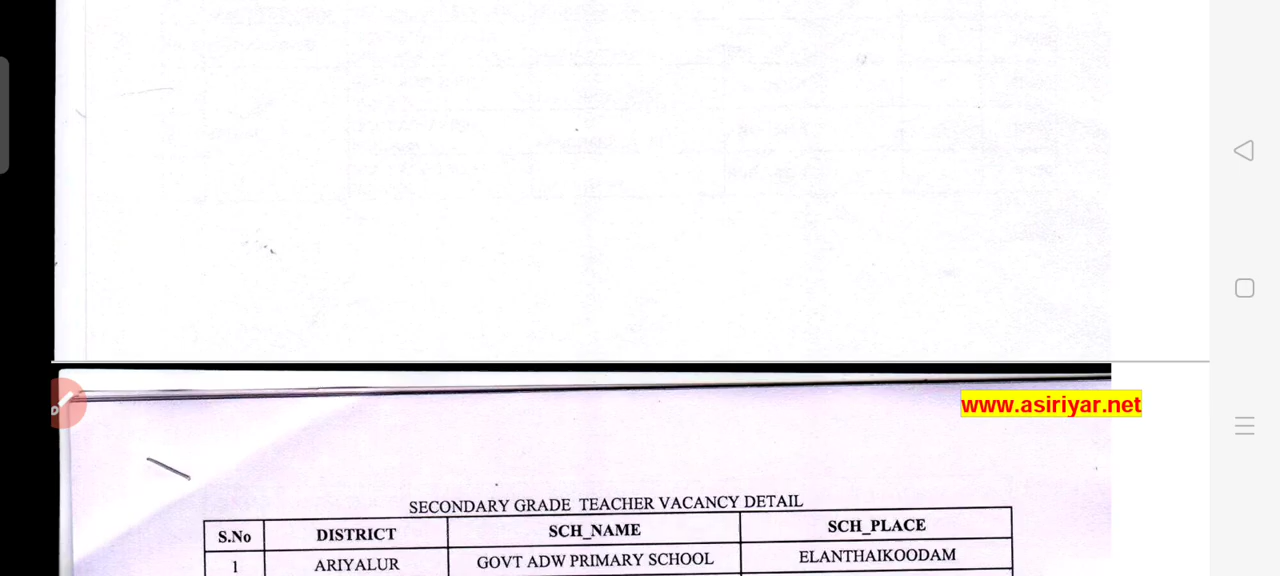 www.asiriyar.net
SECONDARY GRADE TEACHER VACANCY DETAIL
S.No DISTRICT SCH_NAME SCH_PLACE
1 ARIYALUR GOVT ADW PRIMARY SCHOOL ELANTHAIKOODAM